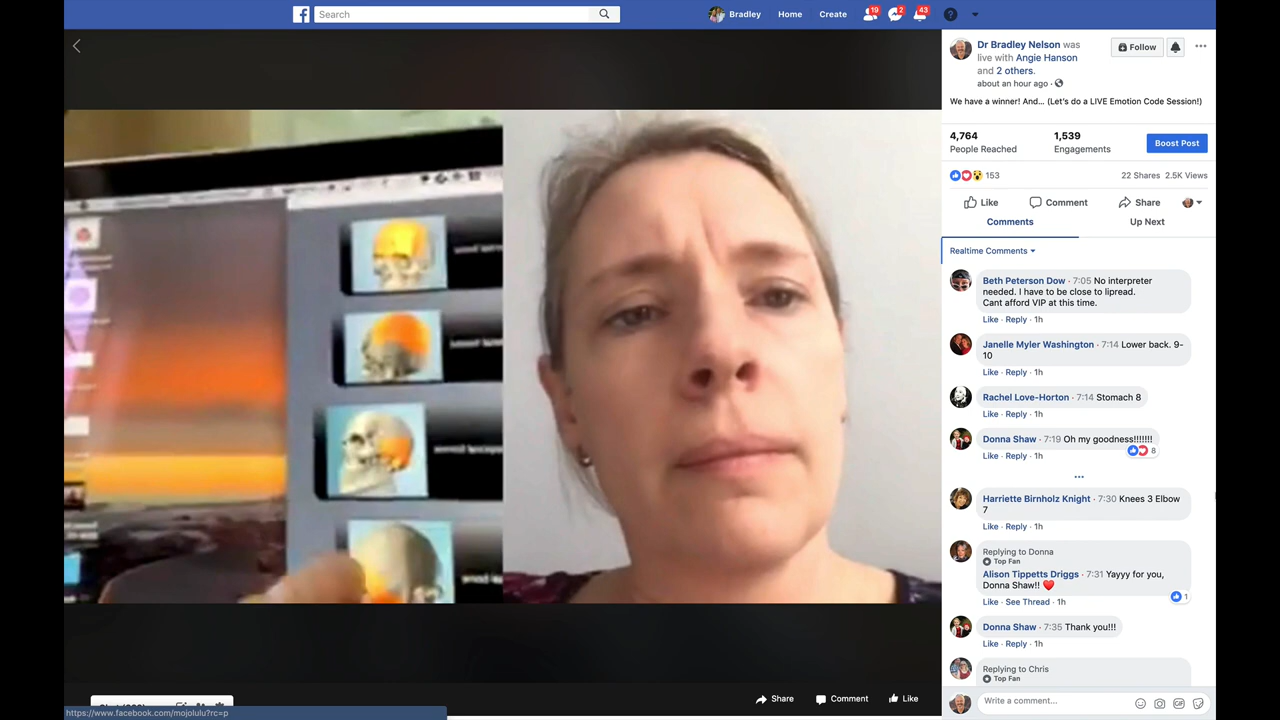 Search
Bradley
Home
Create
19
2
43
Dr Bradley Nelson was
live with Angie Hanson
and 2 others.
about an hour ago ·
Follow
We have a winner! And... (Let's do a LIVE Emotion Code Session!)
4,764
People Reached
1,539
Engagements
Boost Post
153
22 Shares 2.5K Views
Like
Comment
Share
Comments
Up Next
Realtime Comments
Beth Peterson Dow · 7:05 No interpreter
needed. I have to be close to lipread.
Cant afford VIP at this time.
Like · Reply · 1h
Janelle Myler Washington · 7:14 Lower back. 9-
10
Like · Reply · 1h
Rachel Love-Horton · 7:14 Stomach 8
Like · Reply · 1h
Donna Shaw · 7:19 Oh my goodness!!!!!!!
8
Like · Reply · 1h
Harriette Birnholz Knight · 7:30 Knees 3 Elbow
7
Like · Reply · 1h
Replying to Donna
Top Fan
Alison Tippetts Driggs · 7:31 Yayyy for you,
Donna Shaw!!
1
Like · See Thread · 1h
Donna Shaw · 7:35 Thank you!!!
Like · Reply · 1h
Replying to Chris
Top Fan
Write a comment...
Share
Comment
Like
https://www.facebook.com/mojolulu?rc=p